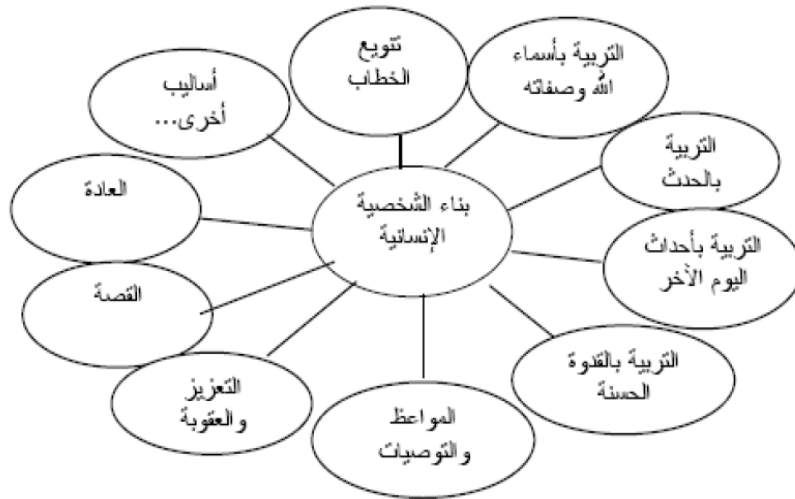 تنويع
الخطاب
التربية بأسماء
الله وصفاته
التربية
بالحدث
التربية بأحداث
اليوم الآخر
التربية بالقدوة
الحسنة
المواعظ
والتوصيات
التعزيز
والعقوبة
القصة
العادة
أساليب
أخرى...
بناء الشخصية
الإنسانية